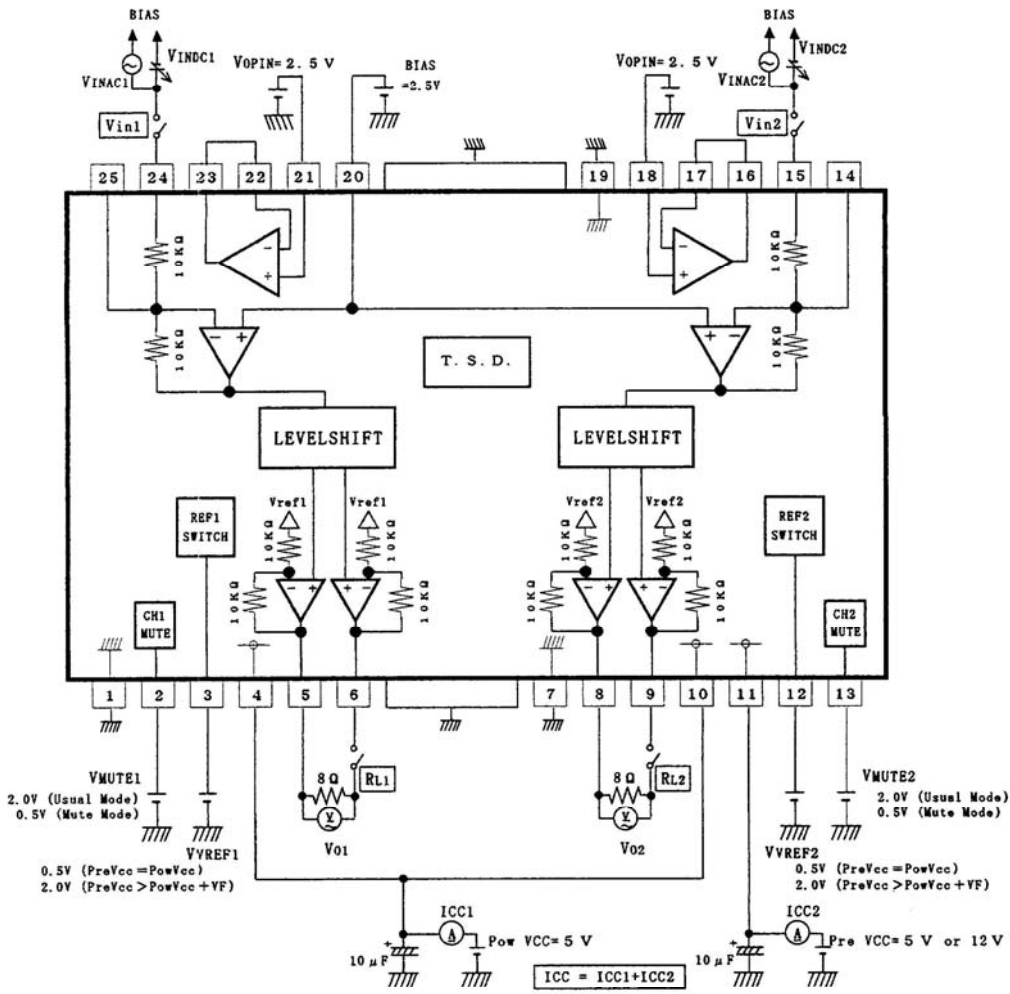 BIAS
BIAS
VINDC1
VINAC1
VOPIN= 2. 5 V
BIAS
=2.5V
VOPIN= 2. 5 V
VINAC2
VINDC2
Vin1
Vin2
25
24
23
22
21
20
19
18
17
16
15
14
10KΩ
10KΩ
-
+
-
+
10KΩ
10KΩ
-
+
+
-
T. S. D.
LEVELSHIFT
LEVELSHIFT
Vref1
Vref1
Vref2
Vref2
REF1
SWITCH
REF2
SWITCH
10KΩ
10KΩ
10KΩ
10KΩ
10KΩ
10KΩ
10KΩ
10KΩ
-
+
+
-
-
+
+
-
CH1
MUTE
CH2
MUTE
1
2
3
4
5
6
7
8
9
10
11
12
13
VMUTE1
2.0V (Usual Mode)
0.5V (Mute Mode)
8Ω
RL1
V
VO1
8Ω
RL2
V
VO2
VMUTE2
2.0V (Usual Mode)
0.5V (Mute Mode)
VVREF1
0.5V (PreVcc=PowVcc)
2.0V (PreVcc>PowVcc+VF)
VVREF2
0.5V (PreVcc=PowVcc)
2.0V (PreVcc>PowVcc+VF)
ICC1
A
+
10μF
Pow VCC= 5 V
ICC2
A
+
10μF
Pre VCC= 5 V or 12 V
ICC = ICC1+ICC2